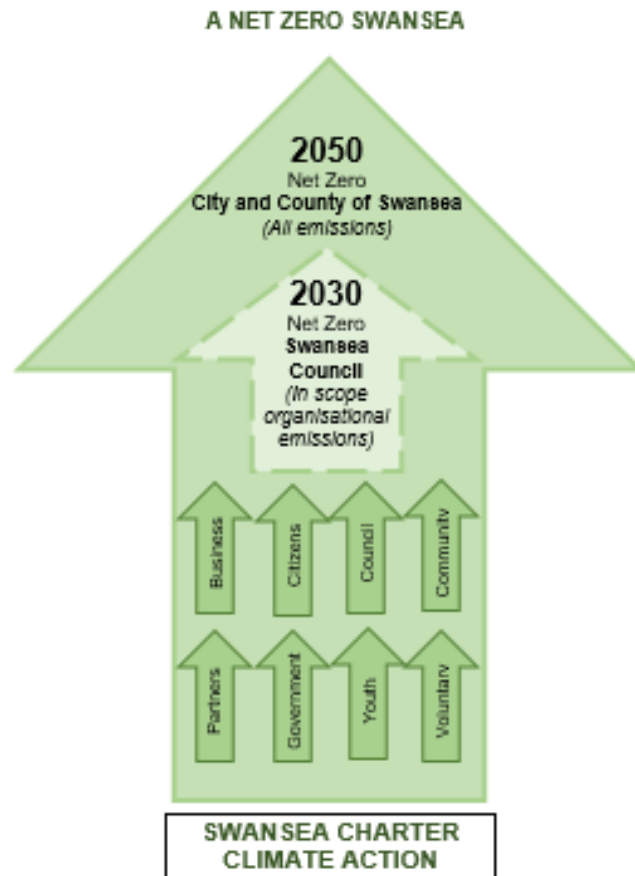 A NET ZERO SWANSEA
2050
Net Zero
City and County of Swansea
(All emissions)
2030
Net Zero
Swansea
Council
(In scope
organisational
emissions)
Business
Citizens
Council
Community
Partners
Government
Youth
Voluntary
SWANSEA CHARTER
CLIMATE ACTION